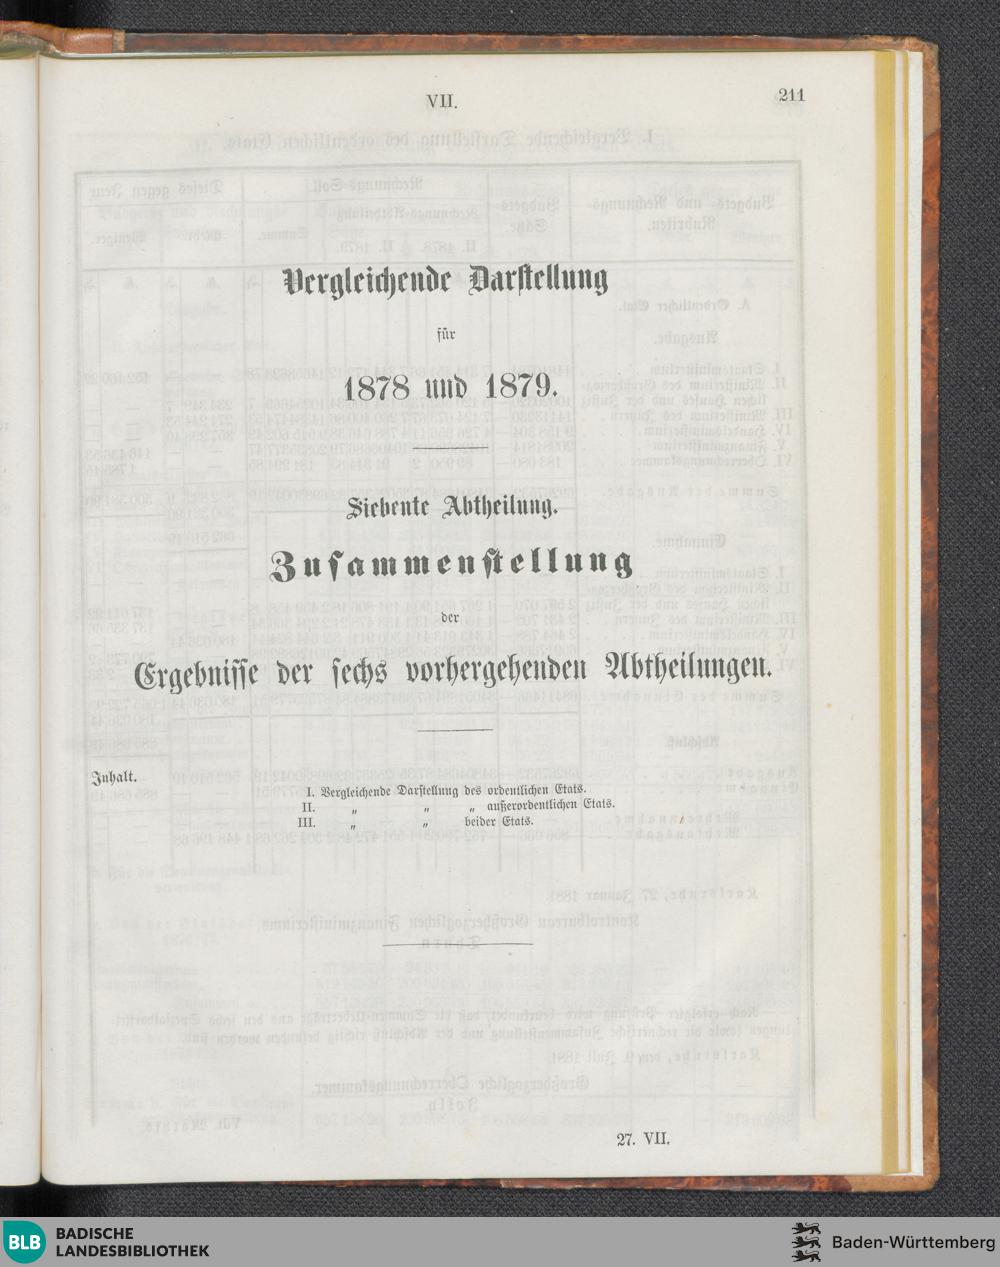 VII.
211
Vergleichende Darstellung
für
1878 und 1879.
Siebente Abtheilung.
Zusammenstellung
der
Ergebnisse der sechs vorhergehenden Abtheilungen.
Inhalt.
I. Vergleichende Darstellung des ordentlichen Etats.
II. „ „ „ außerordentlichen Etats.
III. „ „ beider Etats.
27. VII.
BLB BADISCHE
LANDESBIBLIOTHEK
Baden-Württemberg